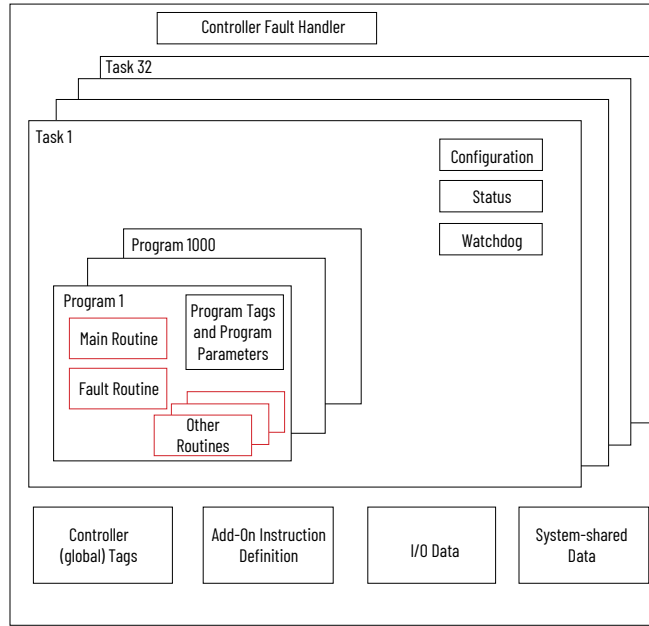 Controller Fault Handler
Task 32
Task 1
Configuration
Status
Watchdog
Program 1000
Program 1
Program Tags
and Program
Parameters
Main Routine
Fault Routine
Other
Routines
Controller
(global) Tags
Add-On Instruction
Definition
I/O Data
System-shared
Data